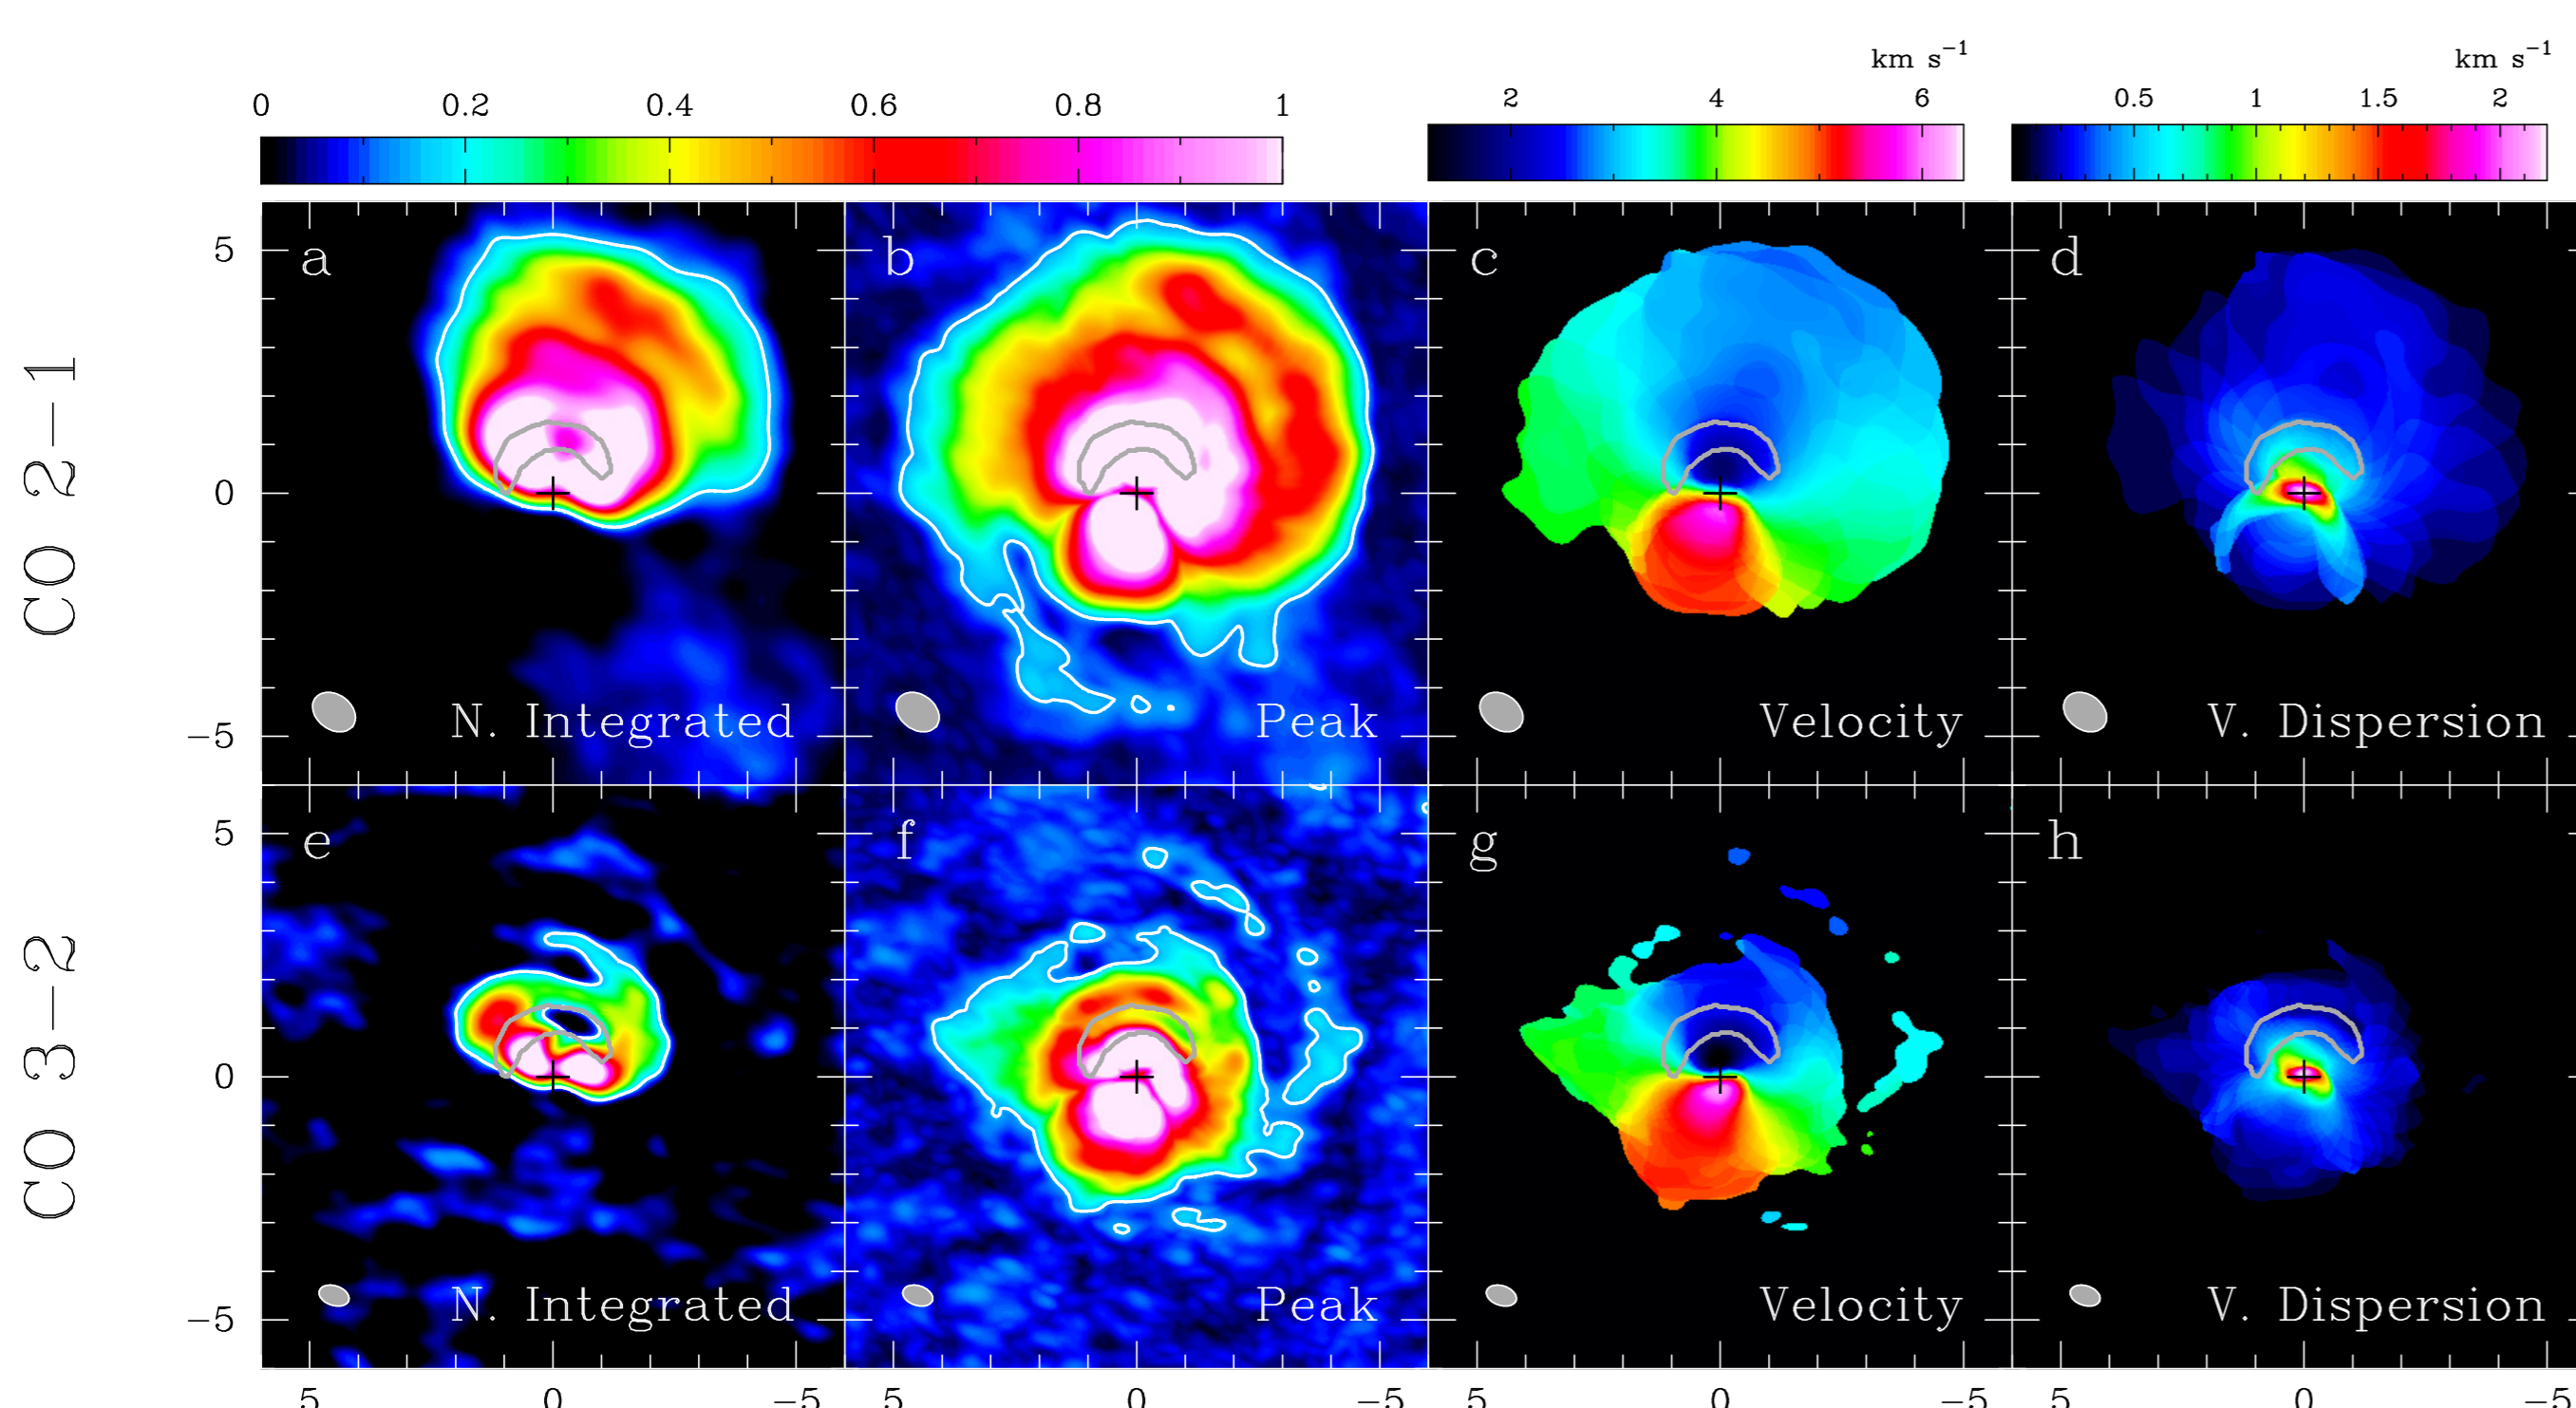 km s−1 km s−1
0 0.2 0.4 0.6 0.8 1 2 4 6 0.5 1 1.5 2
CO 2−1
5 a b c d
0
−5 N. Integrated Peak Velocity V. Dispersion
CO 3−2
5 e f g h
0
−5 N. Integrated Peak Velocity V. Dispersion
5 0 −5 5 0 −5 5 0 −5 5 0 −5